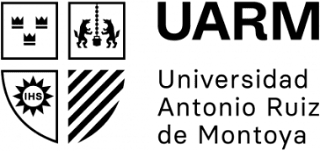 UARM
IHS
Universidad
Antonio Ruiz
de Montoya